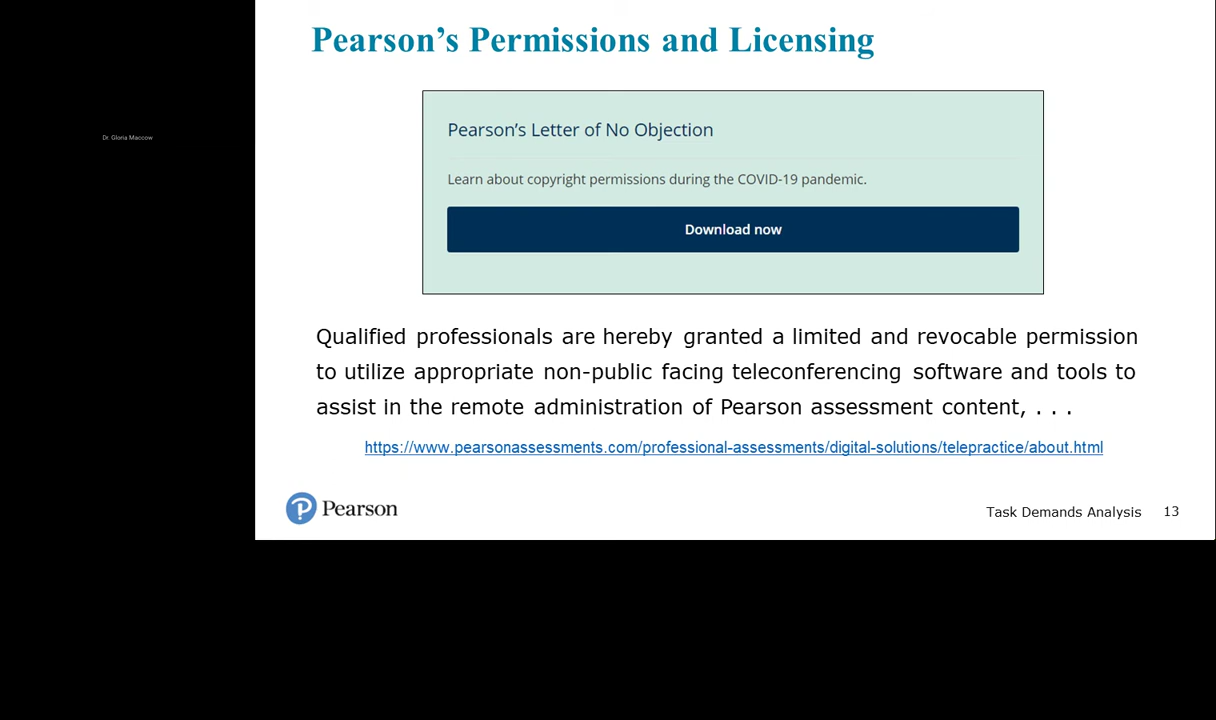 Pearson’s Permissions and Licensing
Dr. Gloria Maccow
Pearson’s Letter of No Objection
Learn about copyright permissions during the COVID-19 pandemic.
Download now
Qualified professionals are hereby granted a limited and revocable permission
to utilize appropriate non-public facing teleconferencing software and tools to
assist in the remote administration of Pearson assessment content, . . .
https://www.pearsonassessments.com/professional-assessments/digital-solutions/telepractice/about.html
Pearson
Task Demands Analysis 13